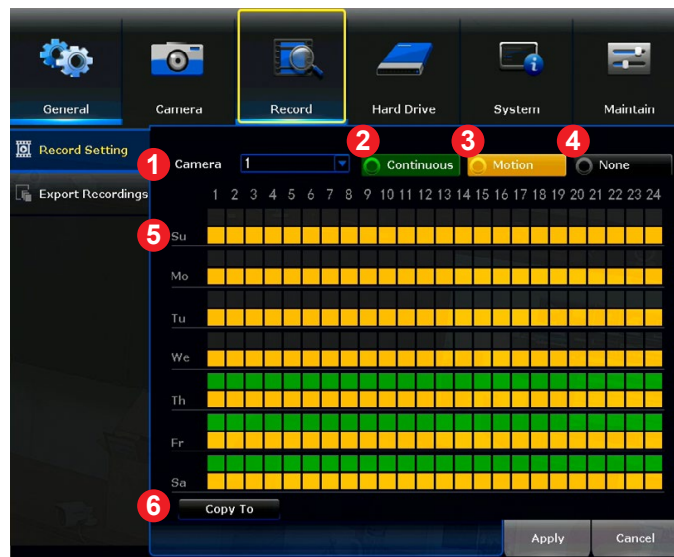 General Camera Record Hard Drive System Maintain
2 3 4
Record Setting
1 Camera 1 Continuous Motion None
Export Recordings
1 2 3 4 5 6 7 8 9 10 11 12 13 14 15 16 17 18 19 20 21 22 23 24
5 Su
Mo
Tu
We
Th
Fr
Sa
6 Copy To
Apply Cancel